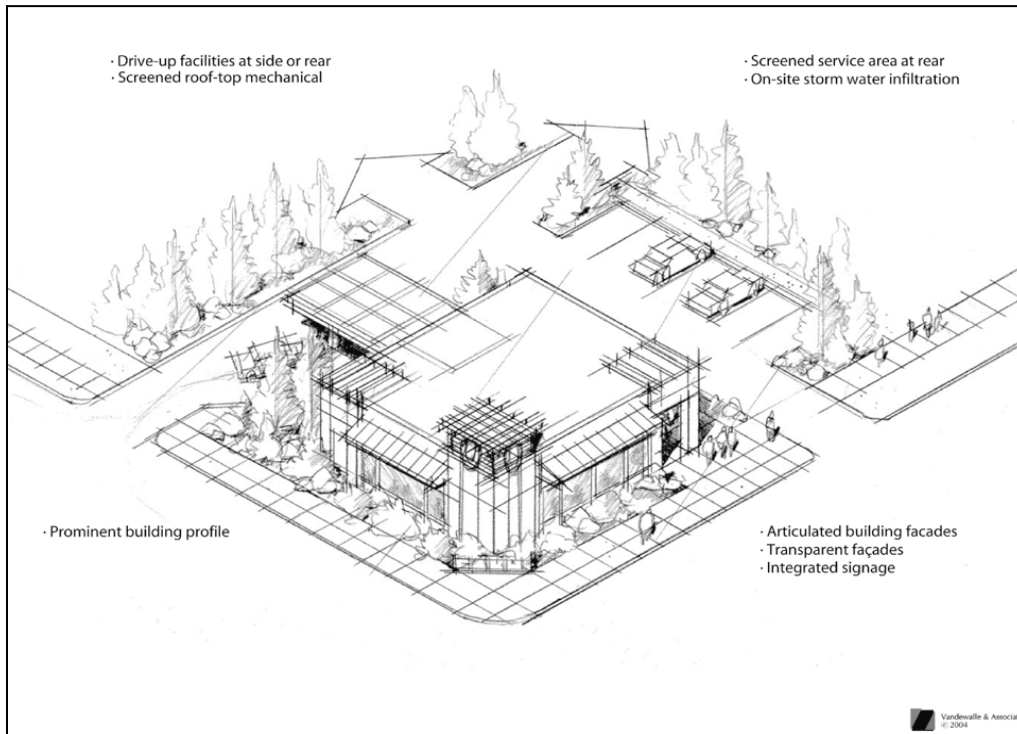 · Drive-up facilities at side or rear
· Screened roof-top mechanical
· Screened service area at rear
· On-site storm water infiltration
· Prominent building profile
· Articulated building facades
· Transparent façades
· Integrated signage
Vandewalle & Associat
© 2004